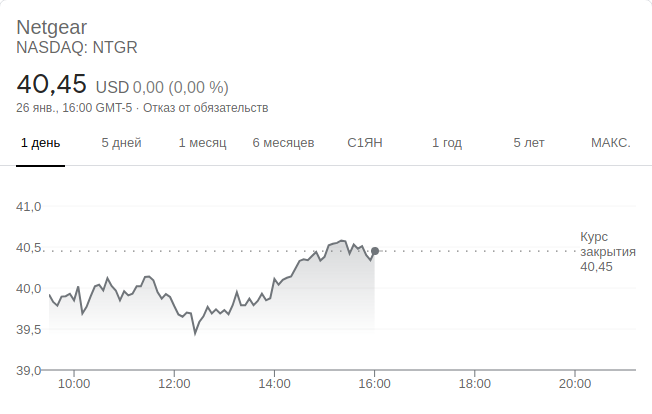 Netgear
NASDAQ: NTGR
40,45 USD 0,00 (0,00 %)
26 янв., 16:00 GMT-5 · Отказ от обязательств
1 день 5 дней 1 месяц 6 месяцев С1ЯН 1 год 5 лет МАКС.
41,0
40,5
40,0
39,5
39,0
Курс
закрытия
40,45
10:00 12:00 14:00 16:00 18:00 20:00